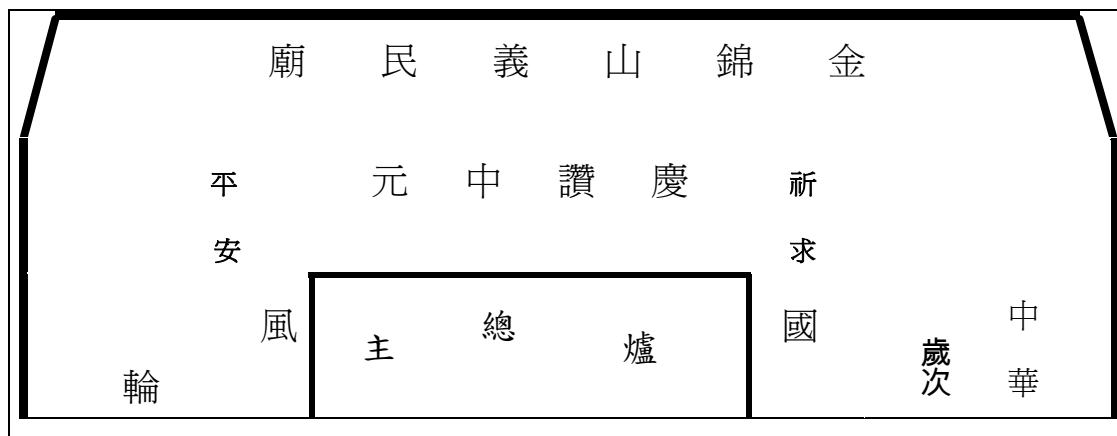 金錦山義民廟
慶讚中元
祈求
平安
中華
歲次
國
風
總
爐主
輪